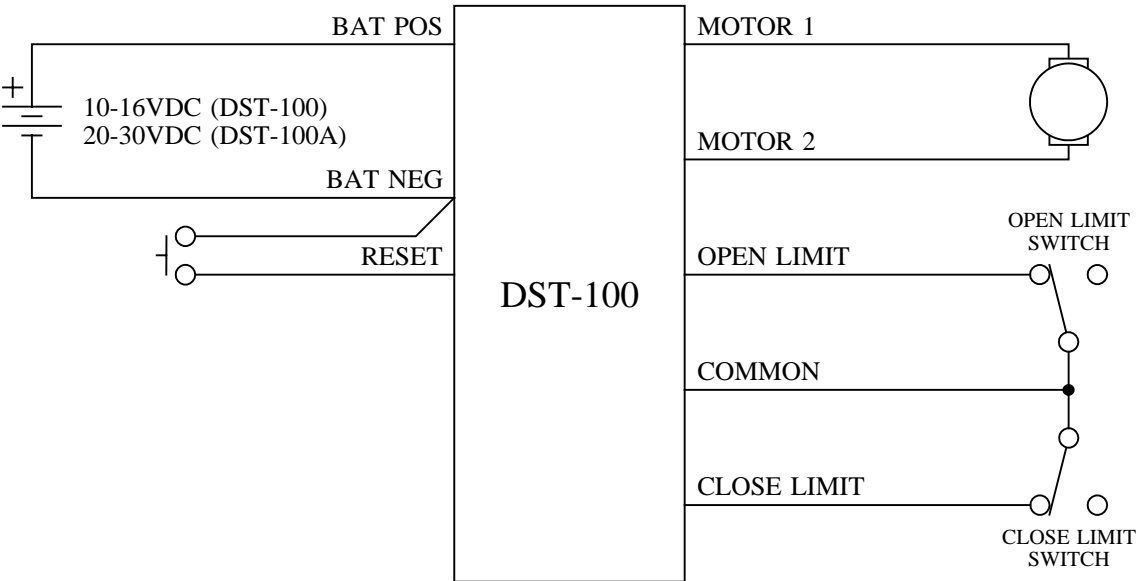 BAT POS
MOTOR 1
+
10-16VDC (DST-100)
20-30VDC (DST-100A)
MOTOR 2
BAT NEG
OPEN LIMIT
SWITCH
RESET
OPEN LIMIT
DST-100
COMMON
CLOSE LIMIT
CLOSE LIMIT
SWITCH